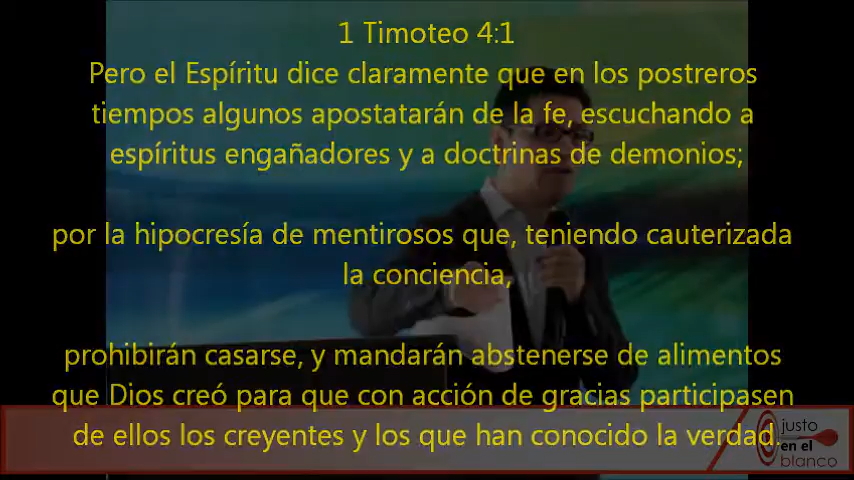 1 Timoteo 4:1
Pero el Espíritu dice claramente que en los postreros
tiempos algunos apostatarán de la fe, escuchando a
espíritus engañadores y a doctrinas de demonios;
por la hipocresía de mentirosos que, teniendo cauterizada
la conciencia,
prohibirán casarse, y mandarán abstenerse de alimentos
que Dios creó para que con acción de gracias participasen
de ellos los creyentes y los que han conocido la verdad.
justo
en el
blanco